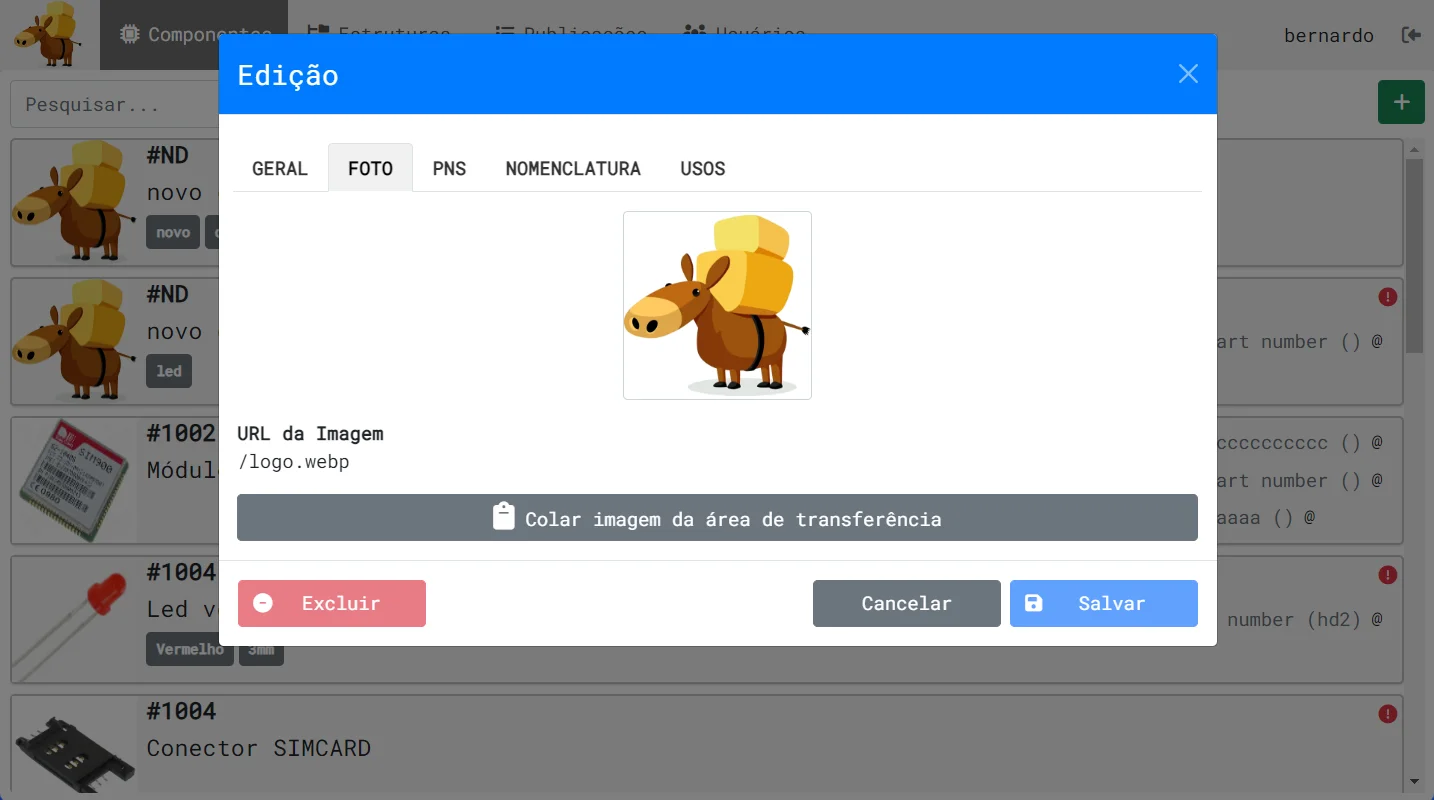 Componentes
Estruturas
Publicações
Usuários
bernardo
Edição
Pesquisar...
#ND
novo
novo
GERAL
FOTO
PNS
NOMENCLATURA
USOS
#ND
novo
led
art number () @
URL da Imagem
/logo.webp
#1002
Módul
SIM900
cccccccccc () @
art number () @
aaaa () @
Colar imagem da área de transferência
#1004
Led v
Vermelho
3mm
number (hd2) @
Excluir
Cancelar
Salvar
#1004
Conector SIMCARD